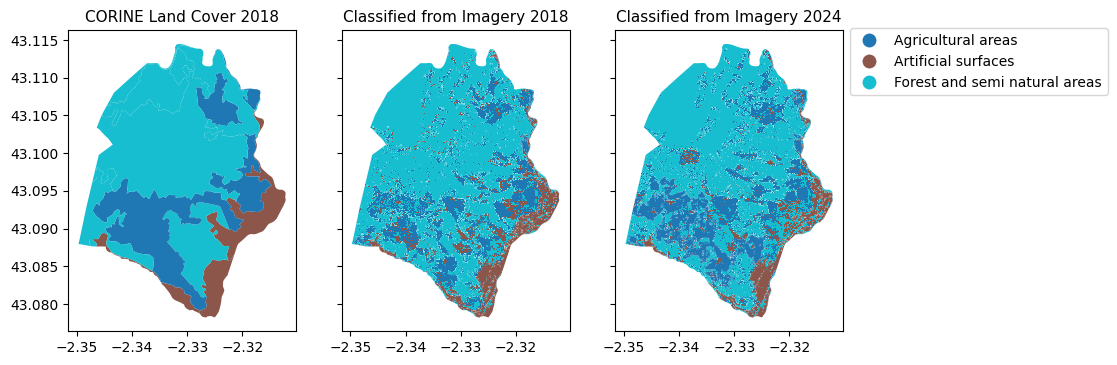 CORINE Land Cover 2018
Classified from Imagery 2018
Classified from Imagery 2024
Agricultural areas
Artificial surfaces
Forest and semi natural areas
43.115
43.110
43.105
43.100
43.095
43.090
43.085
43.080
−2.35 −2.34 −2.33 −2.32
−2.35 −2.34 −2.33 −2.32
−2.35 −2.34 −2.33 −2.32